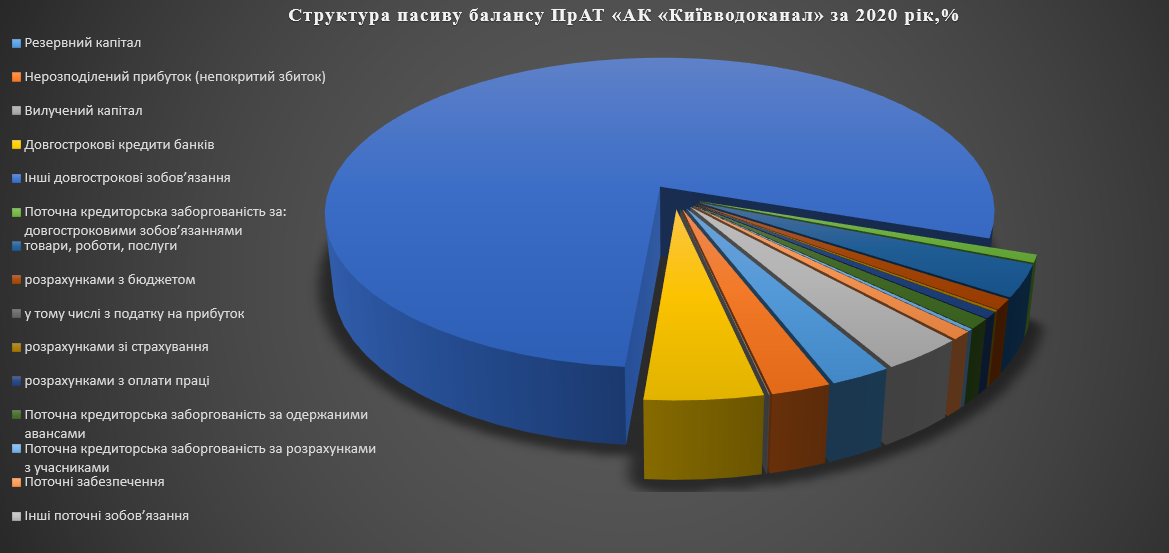 Структура пасиву балансу ПрАТ «АК «Київводоканал» за 2020 рік,%
Резервний капітал
Нерозподілений прибуток (непокритий збиток)
Вилучений капітал
Довгострокові кредити банків
Інші довгострокові зобов’язання
Поточна кредиторська заборгованість за:
довгостроковими зобов’язаннями
товари, роботи, послуги
розрахунками з бюджетом
у тому числі з податку на прибуток
розрахунками зі страхування
розрахунками з оплати праці
Поточна кредиторська заборгованість за одержаними
авансами
Поточна кредиторська заборгованість за розрахунками
з учасниками
Поточні забезпечення
Інші поточні зобов’язання